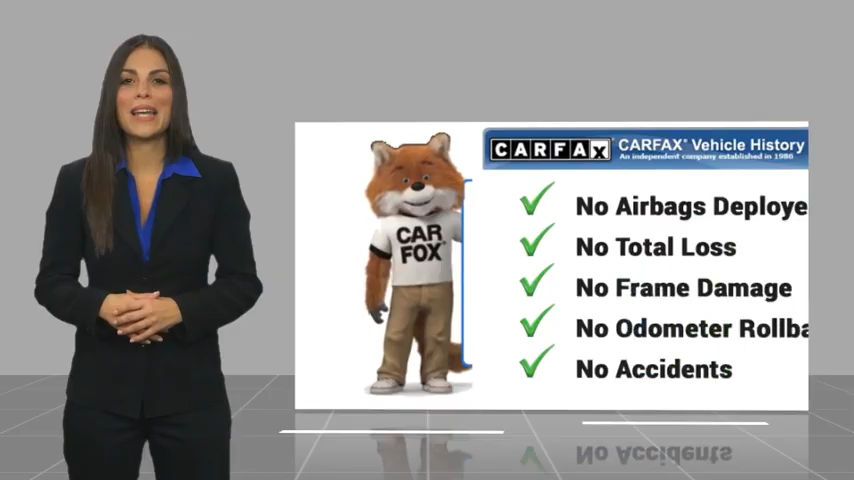 CARFAX
CARFAX® Vehicle History
An independent company established in 1986
CAR
FOX®
No Airbags Deploye
No Total Loss
No Frame Damage
No Odometer Rollba
No Accidents
No Accidents